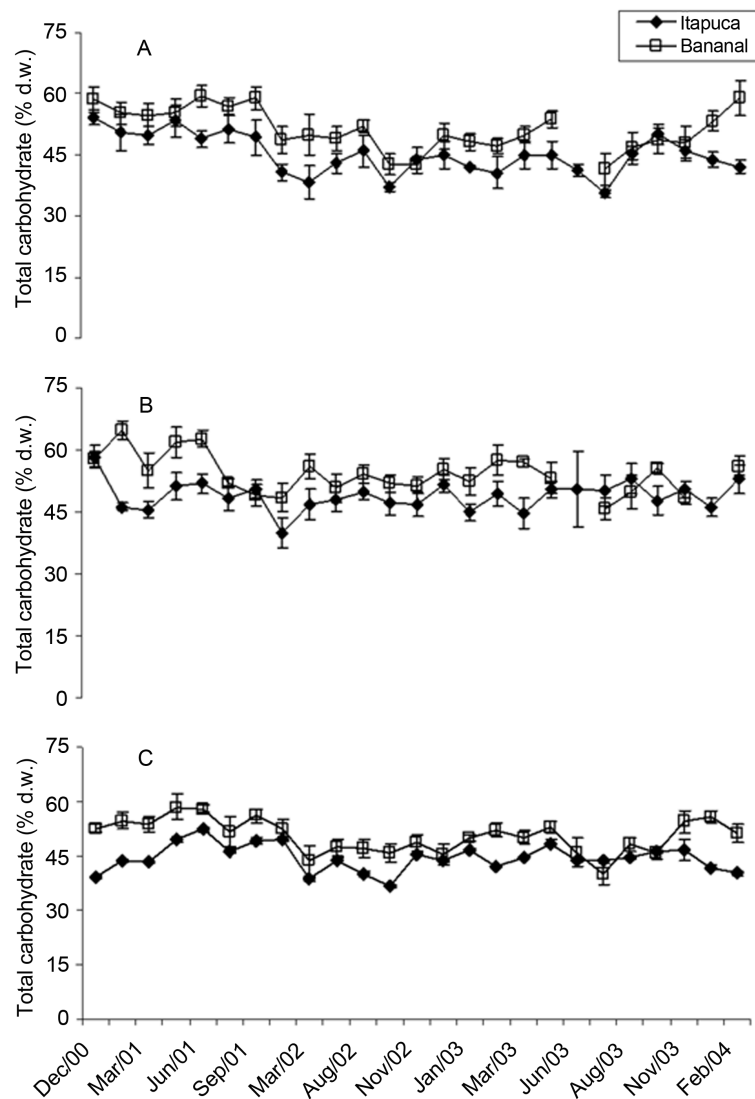 Itapuca
Bananal
A
Total carbohydrate (% d.w.)
75
60
45
30
15
0
B
Total carbohydrate (% d.w.)
75
60
45
30
15
0
C
Total carbohydrate (% d.w.)
75
60
45
30
15
0
Dec/00 Mar/01 Jun/01 Sep/01 Mar/02 Aug/02 Nov/02 Jan/03 Mar/03 Jun/03 Aug/03 Nov/03 Feb/04